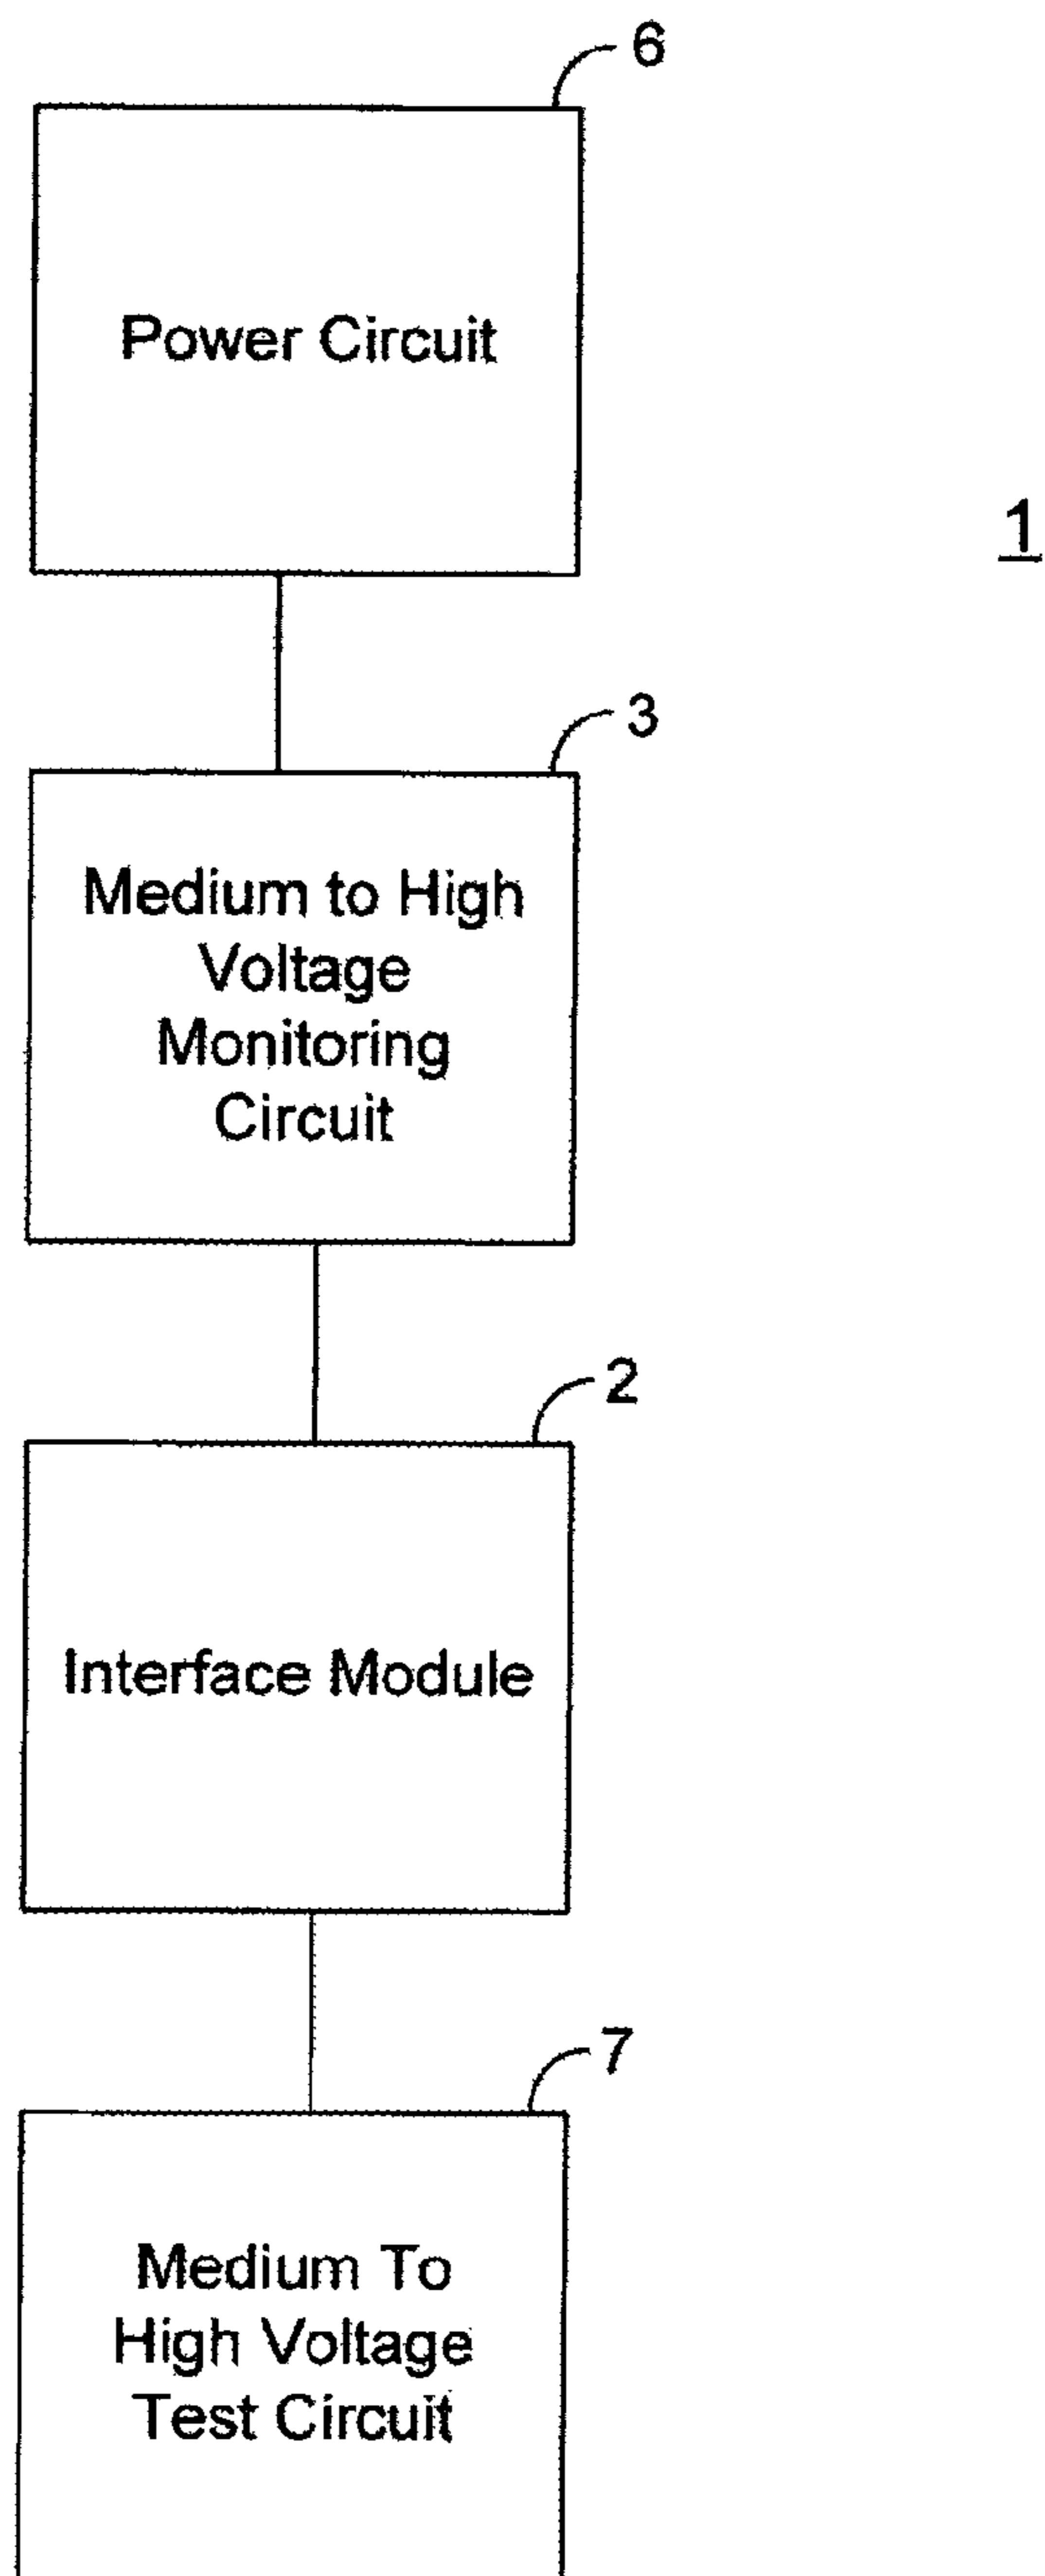 6
Power Circuit
1
3
Medium to High
Voltage
Monitoring
Circuit
2
Interface Module
7
Medium To
High Voltage
Test Circuit